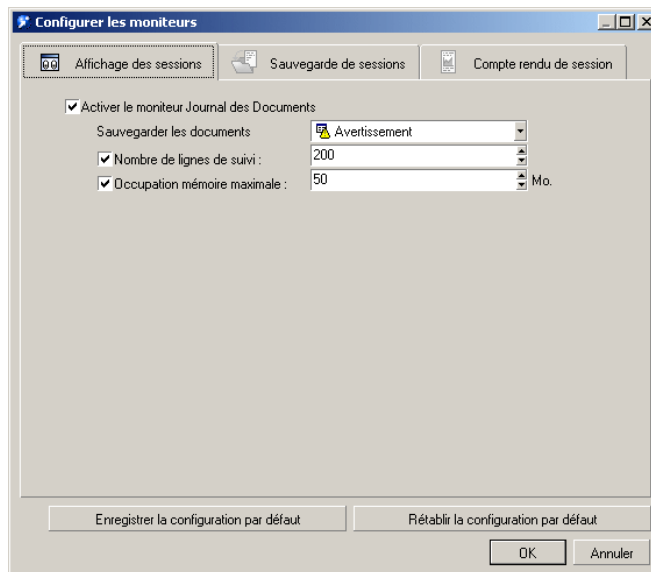 Configurer les moniteurs
Affichage des sessions
Sauvegarde de sessions
Compte rendu de session
Activer le moniteur Journal des Documents
Sauvegarder les documents
Avertissement
Nombre de lignes de suivi :
200
Occupation mémoire maximale :
50
Mo.
Enregistrer la configuration par défaut
Rétablir la configuration par défaut
OK
Annuler